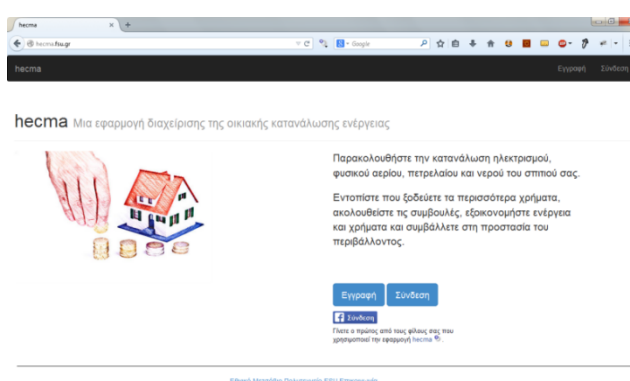 hecma
hecma.fsu.gr
Google
hecma Εγγραφή Σύνδεση
hecma Μια εφαρμογή διαχείρισης της οικιακής κατανάλωσης ενέργειας
Παρακολουθήστε την κατανάλωση ηλεκτρισμού,
φυσικού αερίου, πετρελαίου και νερού του σπιτιού σας.
Εντοπίστε που ξοδεύετε τα περισσότερα χρήματα,
ακολουθείστε τις συμβουλές, εξοικονομήστε ενέργεια
και χρήματα και συμβάλλετε στη προστασία του
περιβάλλοντος.
Εγγραφή Σύνδεση
f Σύνδεση
Γίνετε ο πρώτος από τους φίλους σας που
χρησιμοποιεί την εφαρμογή hecma